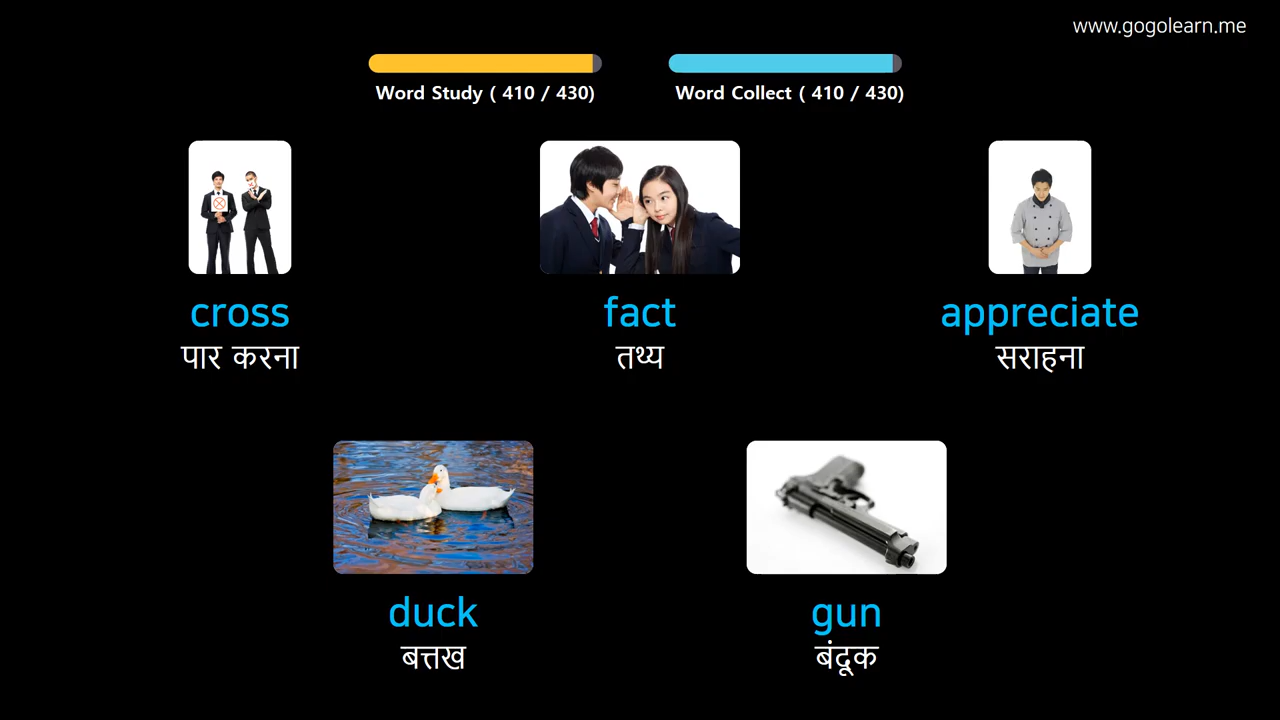 www.gogolearn.me
Word Study ( 410 / 430)
Word Collect ( 410 / 430)
cross
पार करना
fact
तथ्य
appreciate
सराहना
duck
बत्तख
gun
बंदूक